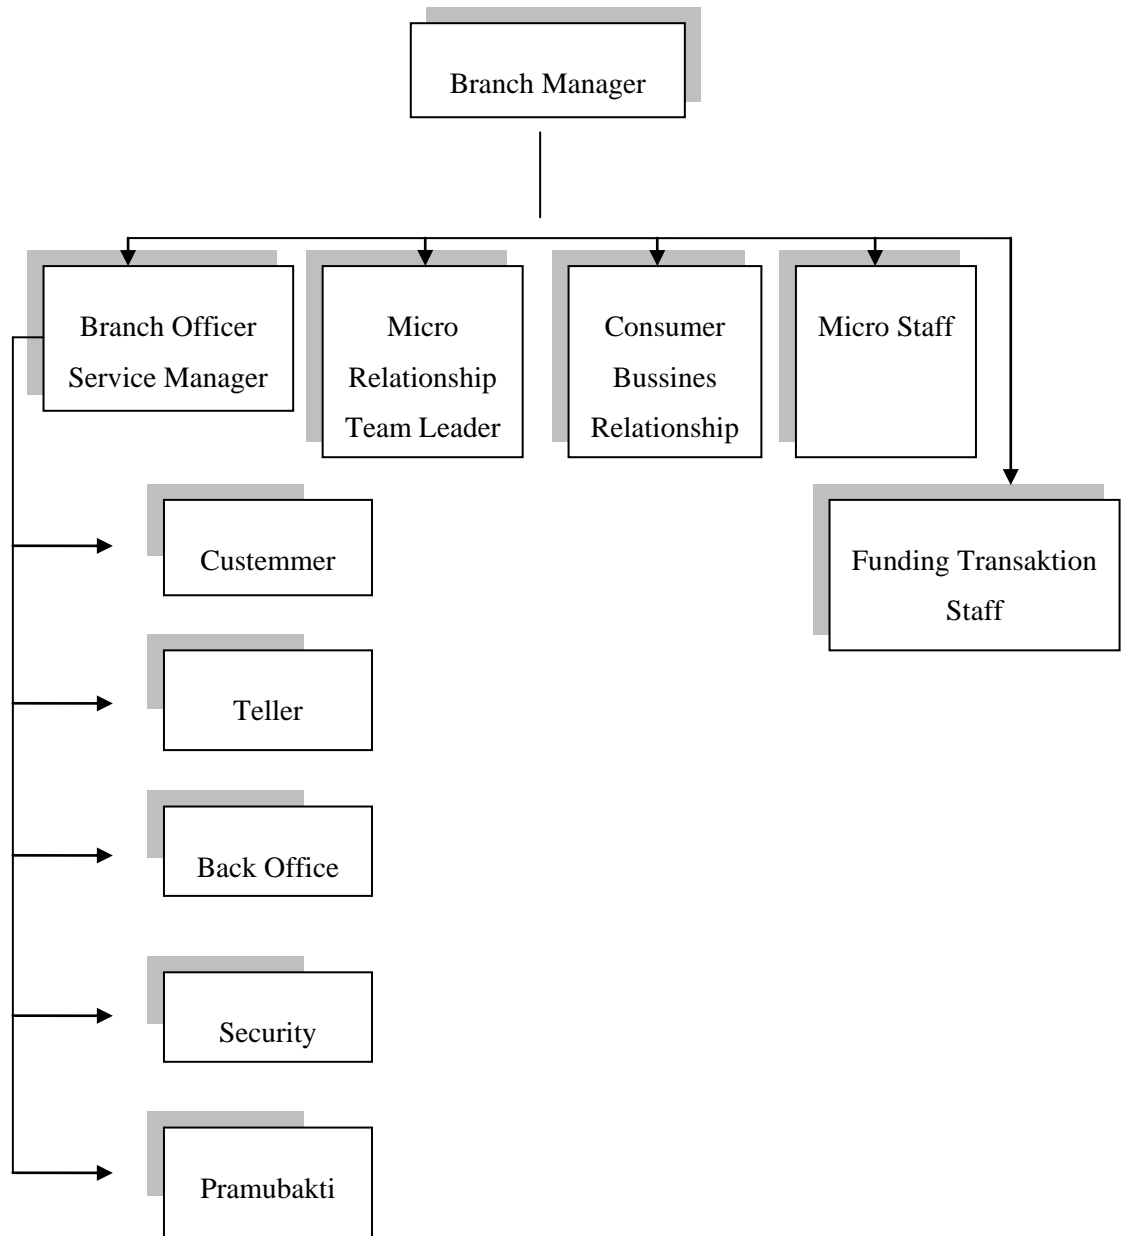 Branch Manager
Branch Officer
Service Manager
Micro
Relationship
Team Leader
Consumer
Bussines
Relationship
Micro Staff
Funding Transaktion
Staff
Custemmer
Teller
Back Office
Security
Pramubakti